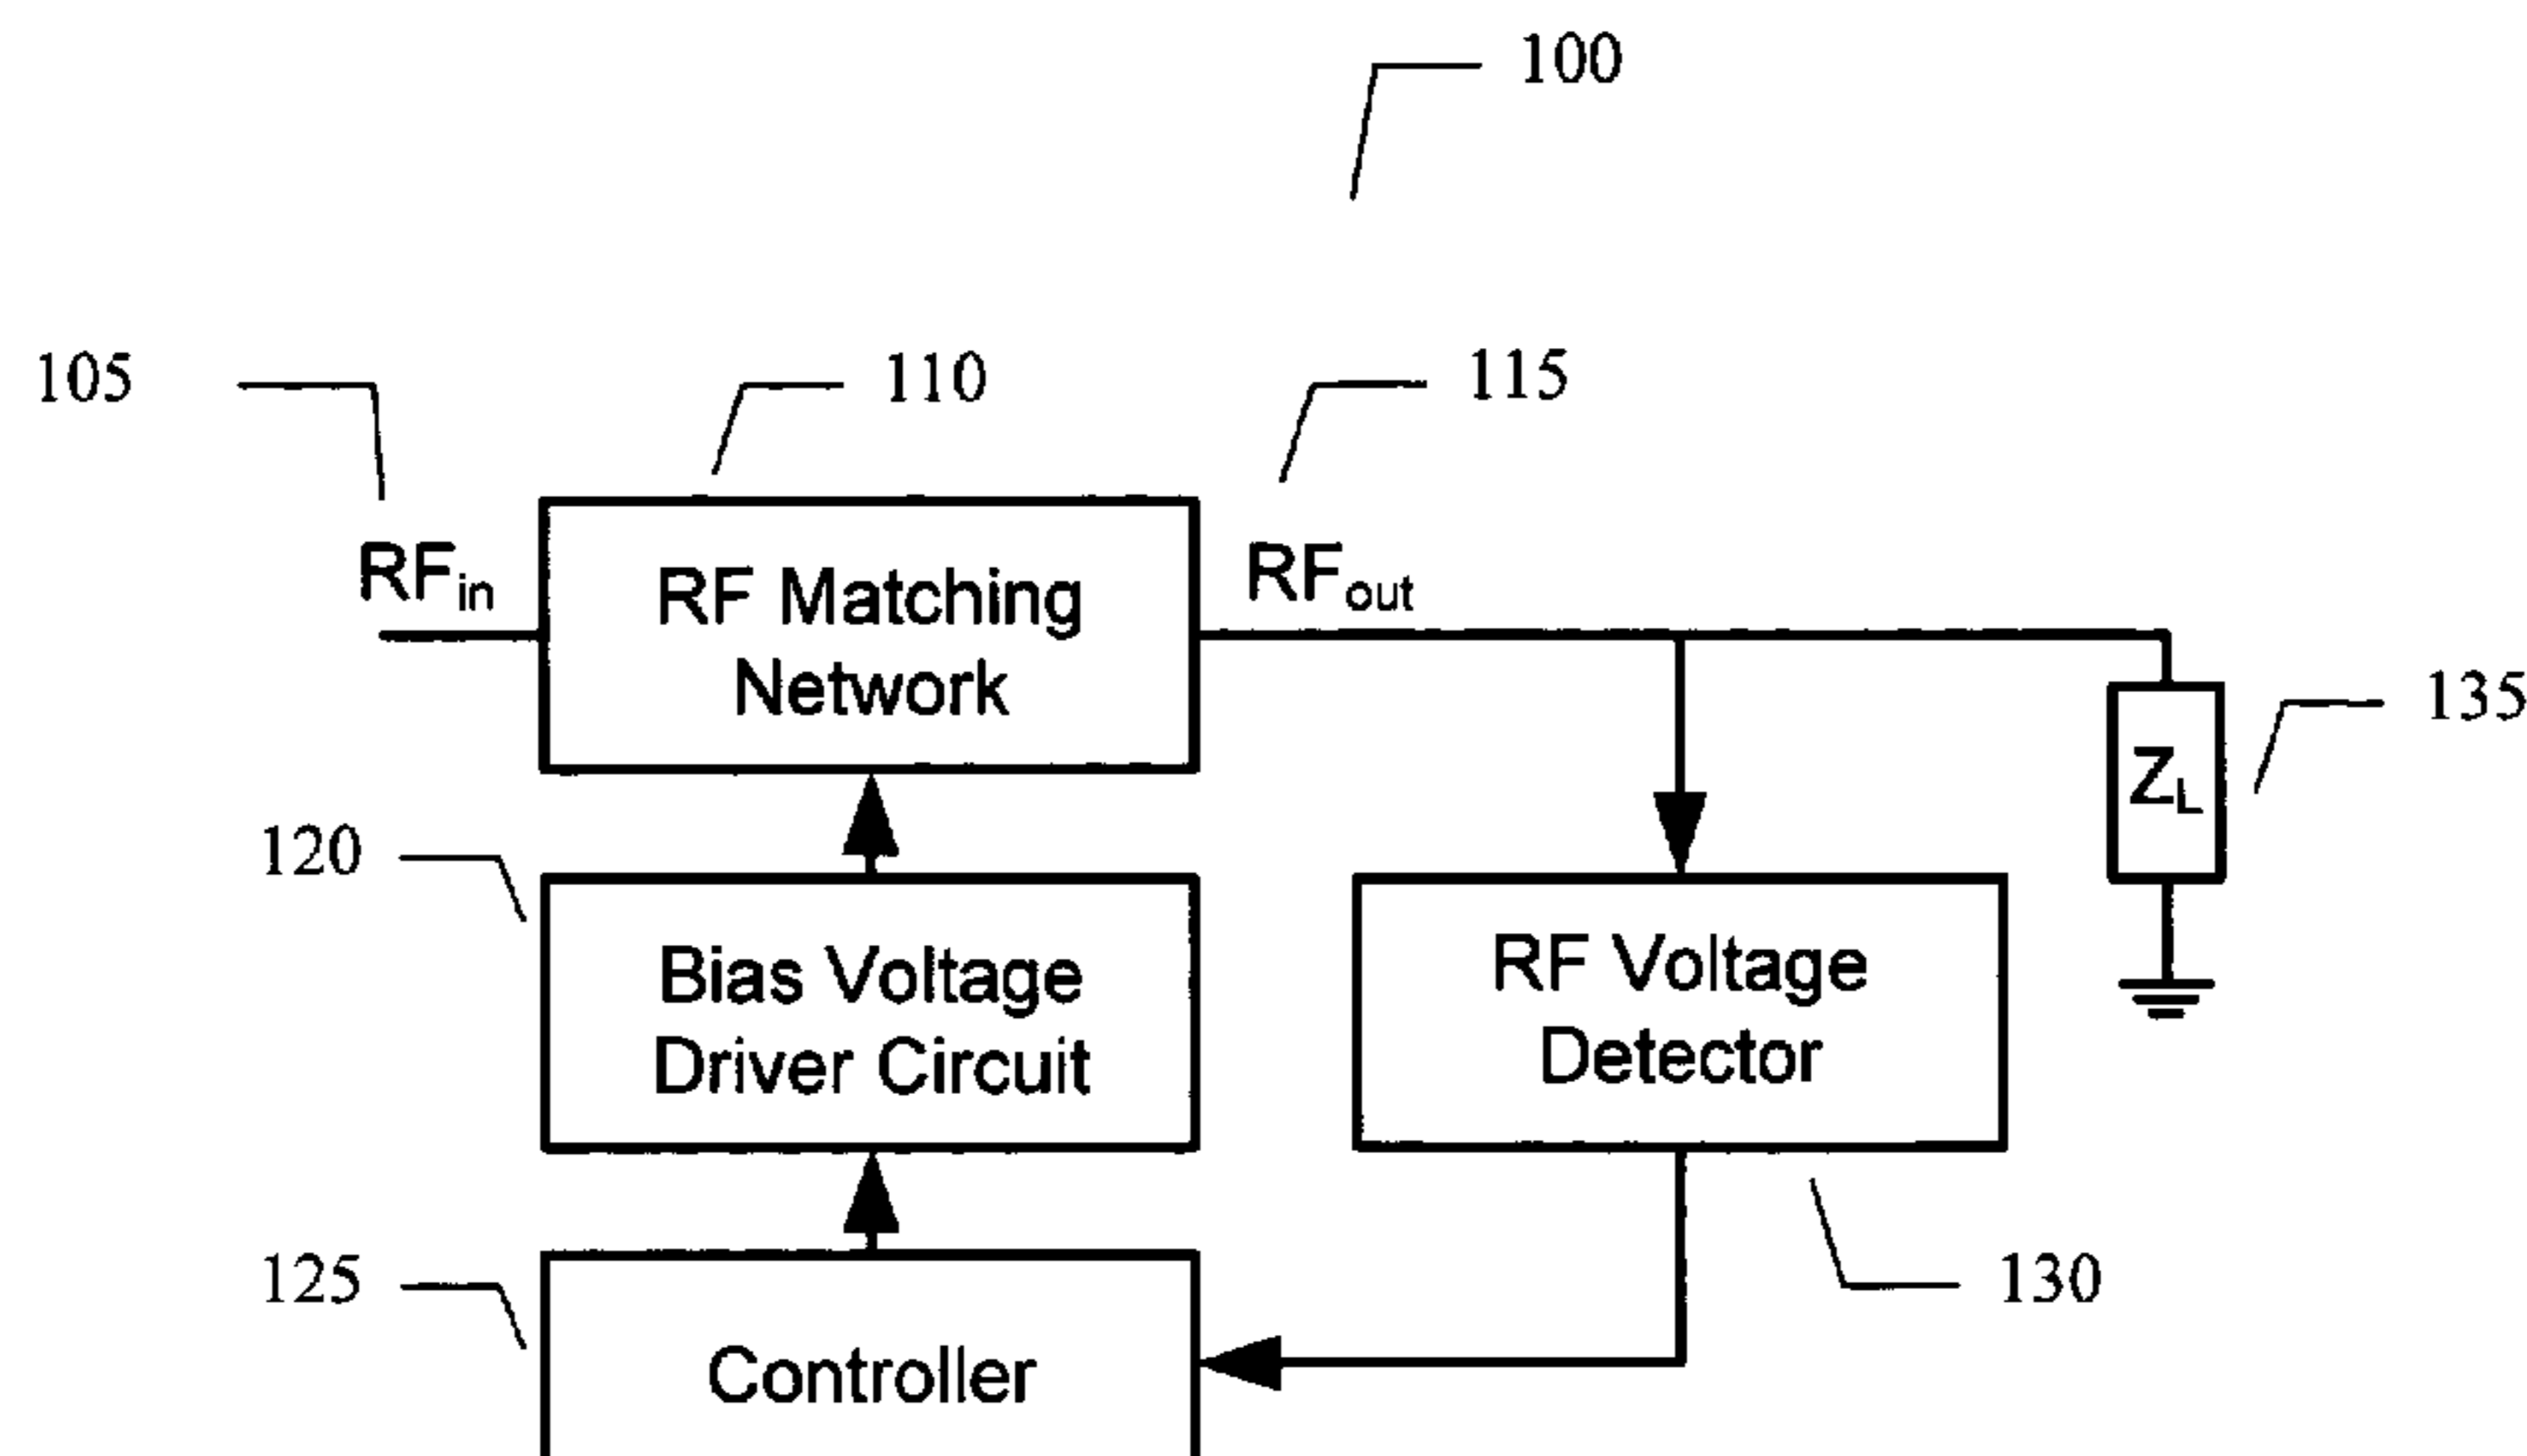 100
105
110
115
RFin
RF Matching
Network
RFout
135
ZL
120
Bias Voltage
Driver Circuit
RF Voltage
Detector
125
Controller
130